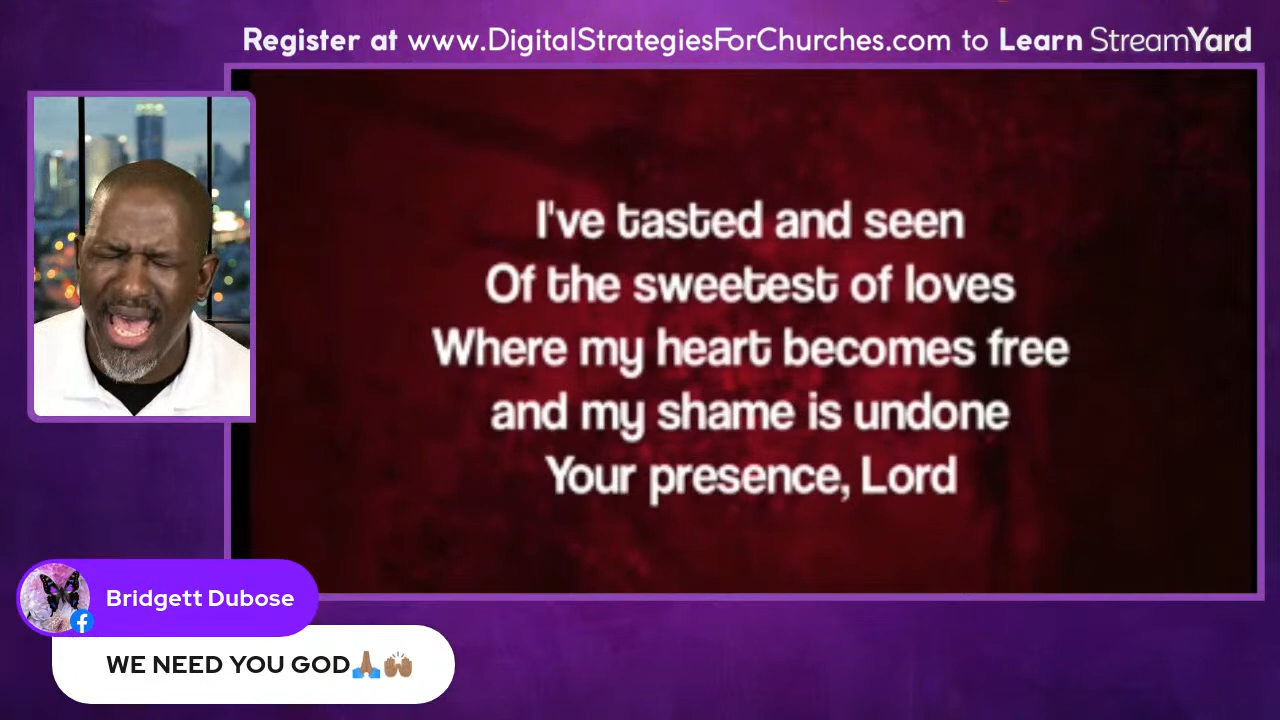 Register at www.DigitalStrategiesForChurches.com to Learn StreamYard
I've tasted and seen
Of the sweetest of loves
Where my heart becomes free
and my shame is undone
Your presence, Lord
Bridgett Dubose
WE NEED YOU GOD🙏🏽🙌🏽